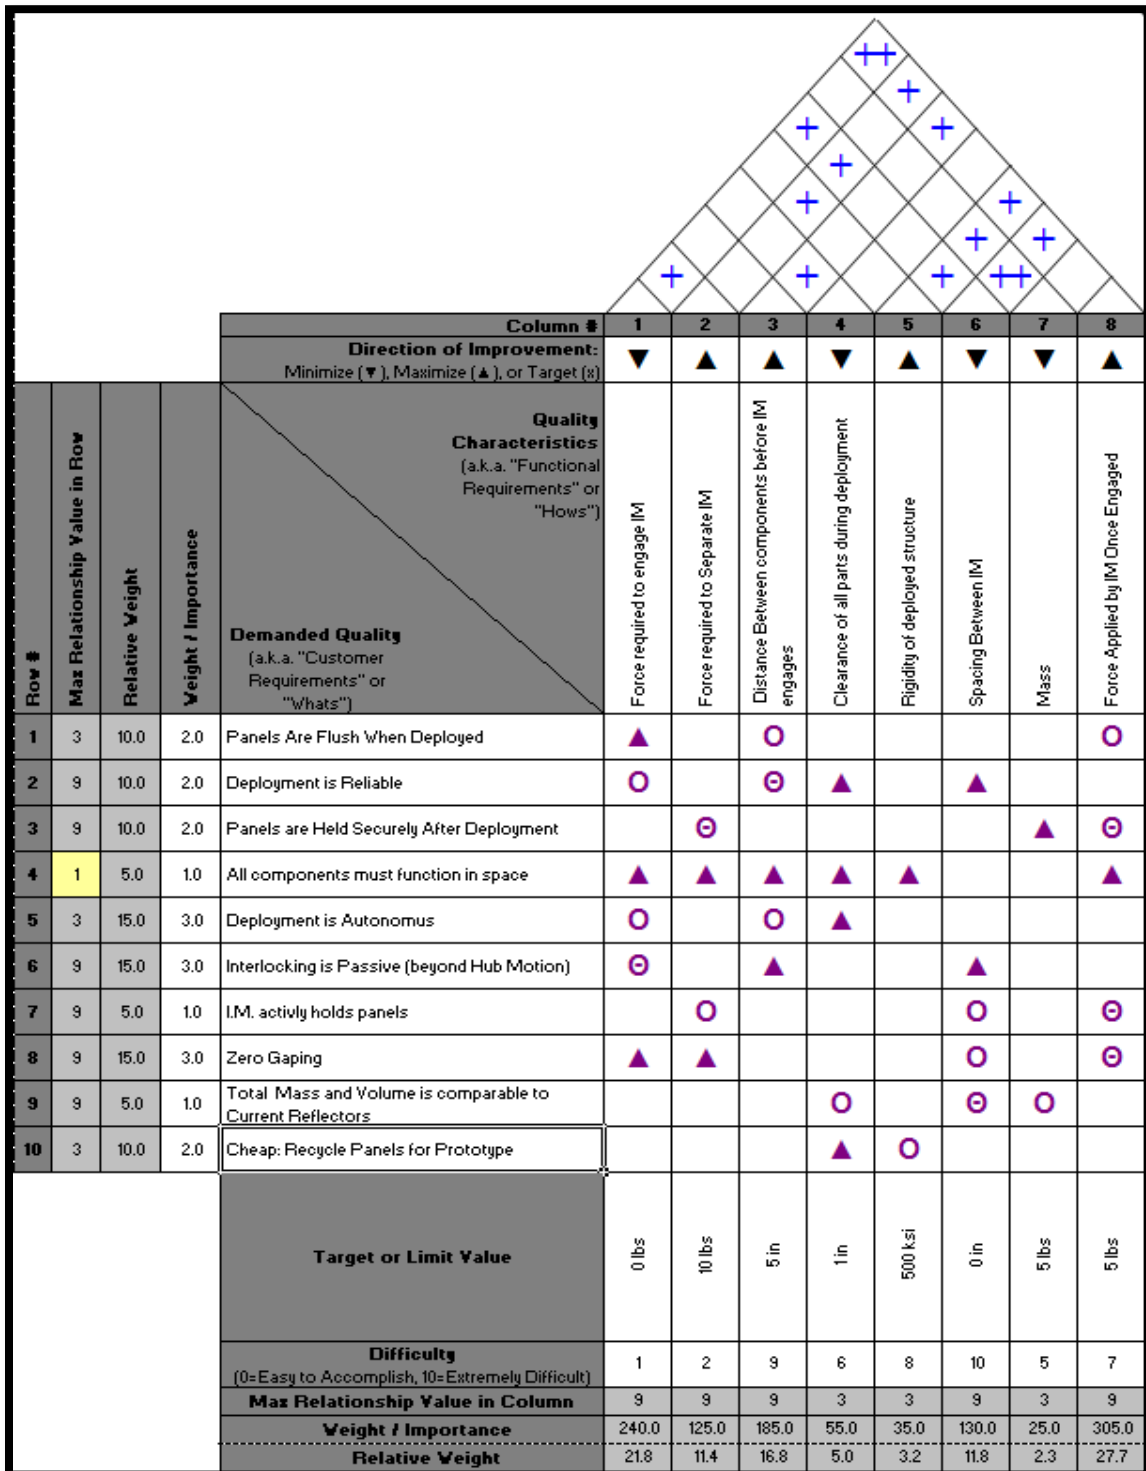 Column # 1 2 3 4 5 6 7 8
Direction of Improvement:
Minimize (▼), Maximize (▲), or Target (x) ▼ ▲ ▲ ▼ ▲ ▼ ▼ ▲
Row #
Max Relationship Value in Row
Relative Weight
Weight / Importance
Quality
Characteristics
(a.k.a. "Functional
Requirements" or
"Hows")
Demanded Quality
(a.k.a. "Customer
Requirements" or
"Whats")
Force required to engage IM
Force required to Separate IM
Distance Between components before IM
engages
Clearance of all parts during deployment
Rigidity of deployed structure
Spacing Between IM
Mass
Force Applied by IM Once Engaged
1 3 10.0 2.0 Panels Are Flush When Deployed ▲ O O
2 9 10.0 2.0 Deployment is Reliable O Θ ▲ ▲
3 9 10.0 2.0 Panels are Held Securely After Deployment Θ ▲ Θ
4 1 5.0 1.0 All components must function in space ▲ ▲ ▲ ▲ ▲ ▲
5 3 15.0 3.0 Deployment is Autonomus O O ▲
6 9 15.0 3.0 Interlocking is Passive (beyond Hub Motion) Θ ▲ ▲
7 9 5.0 1.0 I.M. activly holds panels O O Θ
8 9 15.0 3.0 Zero Gaping ▲ ▲ O Θ
9 9 5.0 1.0 Total Mass and Volume is comparable to
Current Reflectors O Θ O
10 3 10.0 2.0 Cheap: Recycle Panels for Prototype ▲ O
Target or Limit Value 0 lbs 10 lbs 5 in 1 in 500 ksi 0 in 5 lbs 5 lbs
Difficulty
(0=Easy to Accomplish, 10=Extremely Difficult) 1 2 9 6 8 10 5 7
Max Relationship Value in Column 9 9 9 3 3 9 3 9
Weight / Importance 240.0 125.0 185.0 55.0 35.0 130.0 25.0 305.0
Relative Weight 21.8 11.4 16.8 5.0 3.2 11.8 2.3 27.7